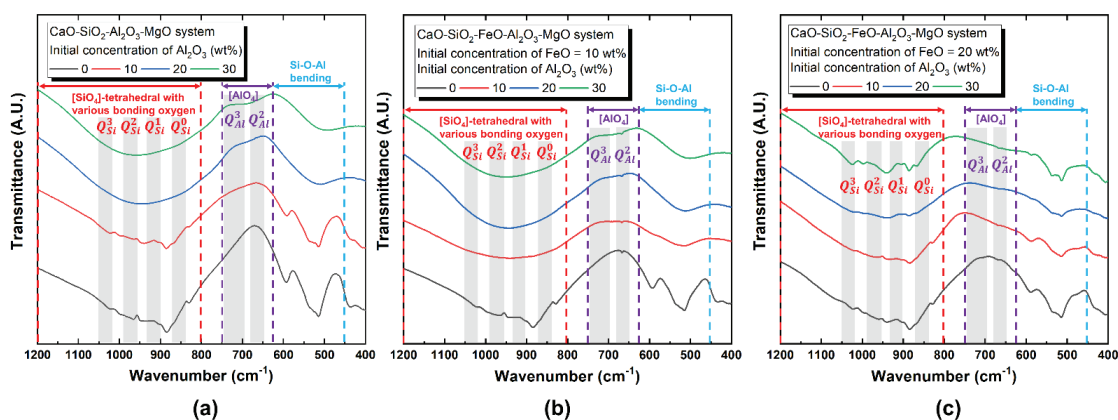 CaO-SiO₂-Al₂O₃-MgO system
Initial concentration of Al₂O₃ (wt%)
0 10 20 30
Si-O-Al
bending
[SiO₄]-tetrahedral with
various bonding oxygen
[AlO₄]
Q³Si Q²Si Q¹Si Q⁰Si
Q³Al Q²Al
Transmittance (A.U.)
1200 1100 1000 900 800 700 600 500 400
Wavenumber (cm⁻¹)
(a)
CaO-SiO₂-FeO-Al₂O₃-MgO system
Initial concentration of FeO = 10 wt%
Initial concentration of Al₂O₃ (wt%)
0 10 20 30
Si-O-Al
bending
[SiO₄]-tetrahedral with
various bonding oxygen
[AlO₄]
Q³Si Q²Si Q¹Si Q⁰Si
Q³Al Q²Al
Transmittance (A.U.)
1200 1100 1000 900 800 700 600 500 400
Wavenumber (cm⁻¹)
(b)
CaO-SiO₂-FeO-Al₂O₃-MgO system
Initial concentration of FeO = 20 wt%
Initial concentration of Al₂O₃ (wt%)
0 10 20 30
Si-O-Al
bending
[SiO₄]-tetrahedral with
various bonding oxygen
[AlO₄]
Q³Si Q²Si Q¹Si Q⁰Si
Q³Al Q²Al
Transmittance (A.U.)
1200 1100 1000 900 800 700 600 500 400
Wavenumber (cm⁻¹)
(c)